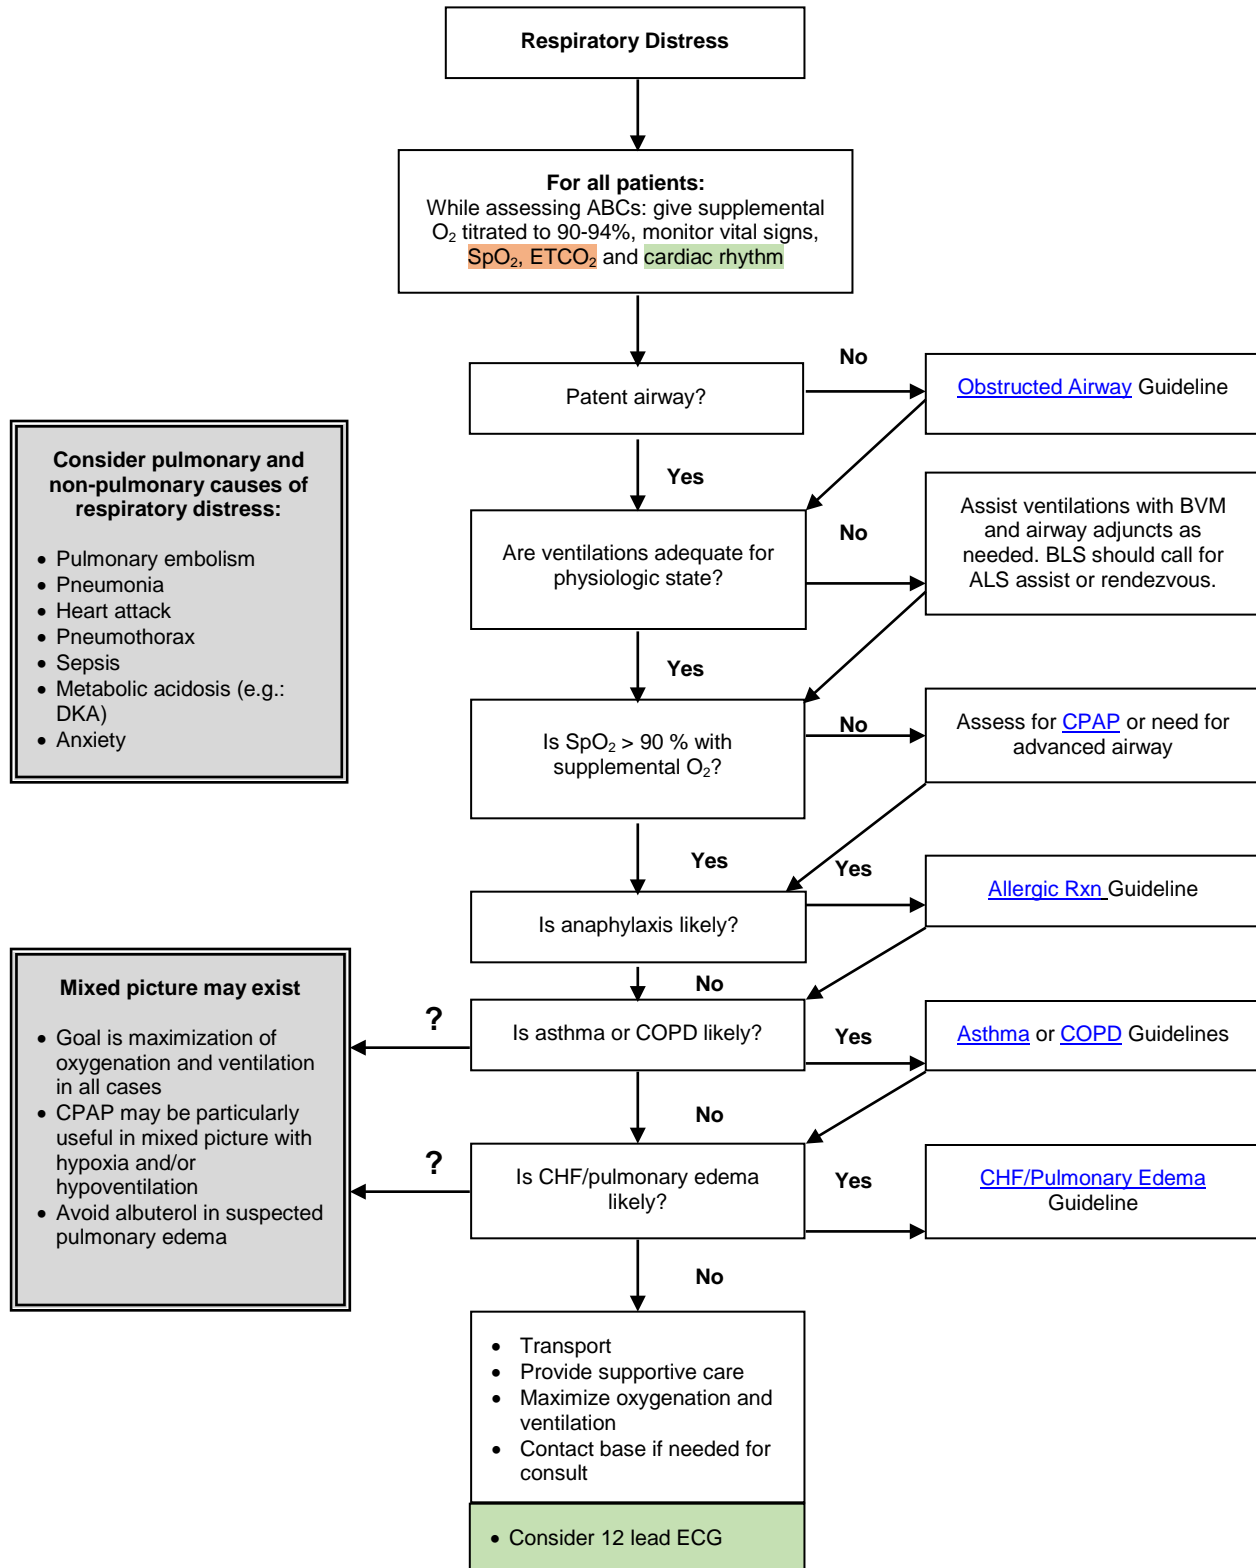 Respiratory Distress
For all patients:
While assessing ABCs: give supplemental
O₂ titrated to 90-94%, monitor vital signs,
SpO₂, ETCO₂ and cardiac rhythm
Patent airway?
No
Obstructed Airway Guideline
Yes
Consider pulmonary and
non-pulmonary causes of
respiratory distress:
• Pulmonary embolism
• Pneumonia
• Heart attack
• Pneumothorax
• Sepsis
• Metabolic acidosis (e.g.:
DKA)
• Anxiety
Are ventilations adequate for
physiologic state?
No
Assist ventilations with BVM
and airway adjuncts as
needed. BLS should call for
ALS assist or rendezvous.
Yes
Is SpO₂ > 90 % with
supplemental O₂?
No
Assess for CPAP or need for
advanced airway
Yes
Is anaphylaxis likely?
Yes
Allergic Rxn Guideline
No
Is asthma or COPD likely?
?
Yes
Asthma or COPD Guidelines
No
Mixed picture may exist
• Goal is maximization of
oxygenation and ventilation
in all cases
• CPAP may be particularly
useful in mixed picture with
hypoxia and/or
hypoventilation
• Avoid albuterol in suspected
pulmonary edema
?
Is CHF/pulmonary edema
likely?
Yes
CHF/Pulmonary Edema
Guideline
No
• Transport
• Provide supportive care
• Maximize oxygenation and
ventilation
• Contact base if needed for
consult
• Consider 12 lead ECG